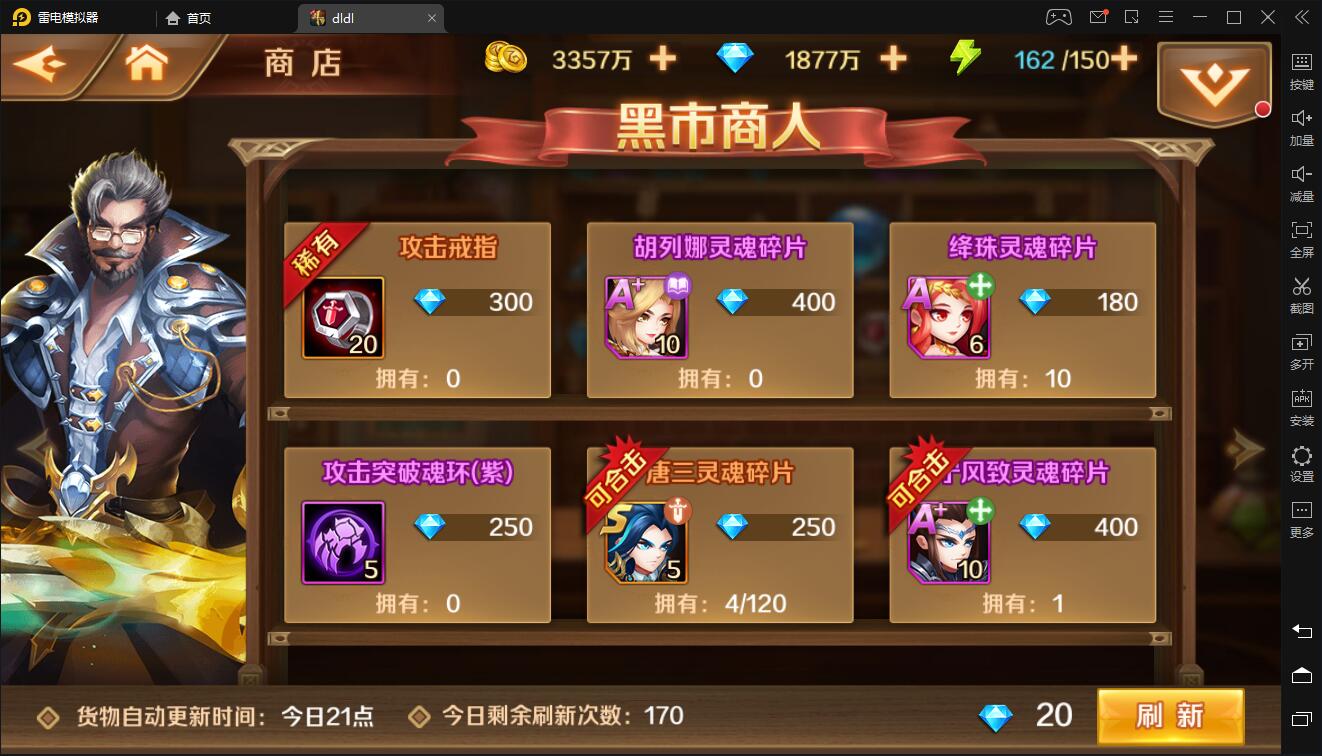 雷电模拟器
首页
dldl
商店
3357万
1877万
162/150
黑市商人
稀有
攻击戒指
20
300
拥有：0
胡列娜灵魂碎片
A+
10
400
拥有：0
绛珠灵魂碎片
A
6
180
拥有：10
攻击突破魂环(紫)
5
250
拥有：0
可合击
唐三灵魂碎片
S
5
250
拥有：4/120
可合击
风致灵魂碎片
A+
10
400
拥有：1
货物自动更新时间：今日21点
今日剩余刷新次数：170
20
刷新
按键
加量
减量
全屏
截图
多开
APK
安装
设置
更多